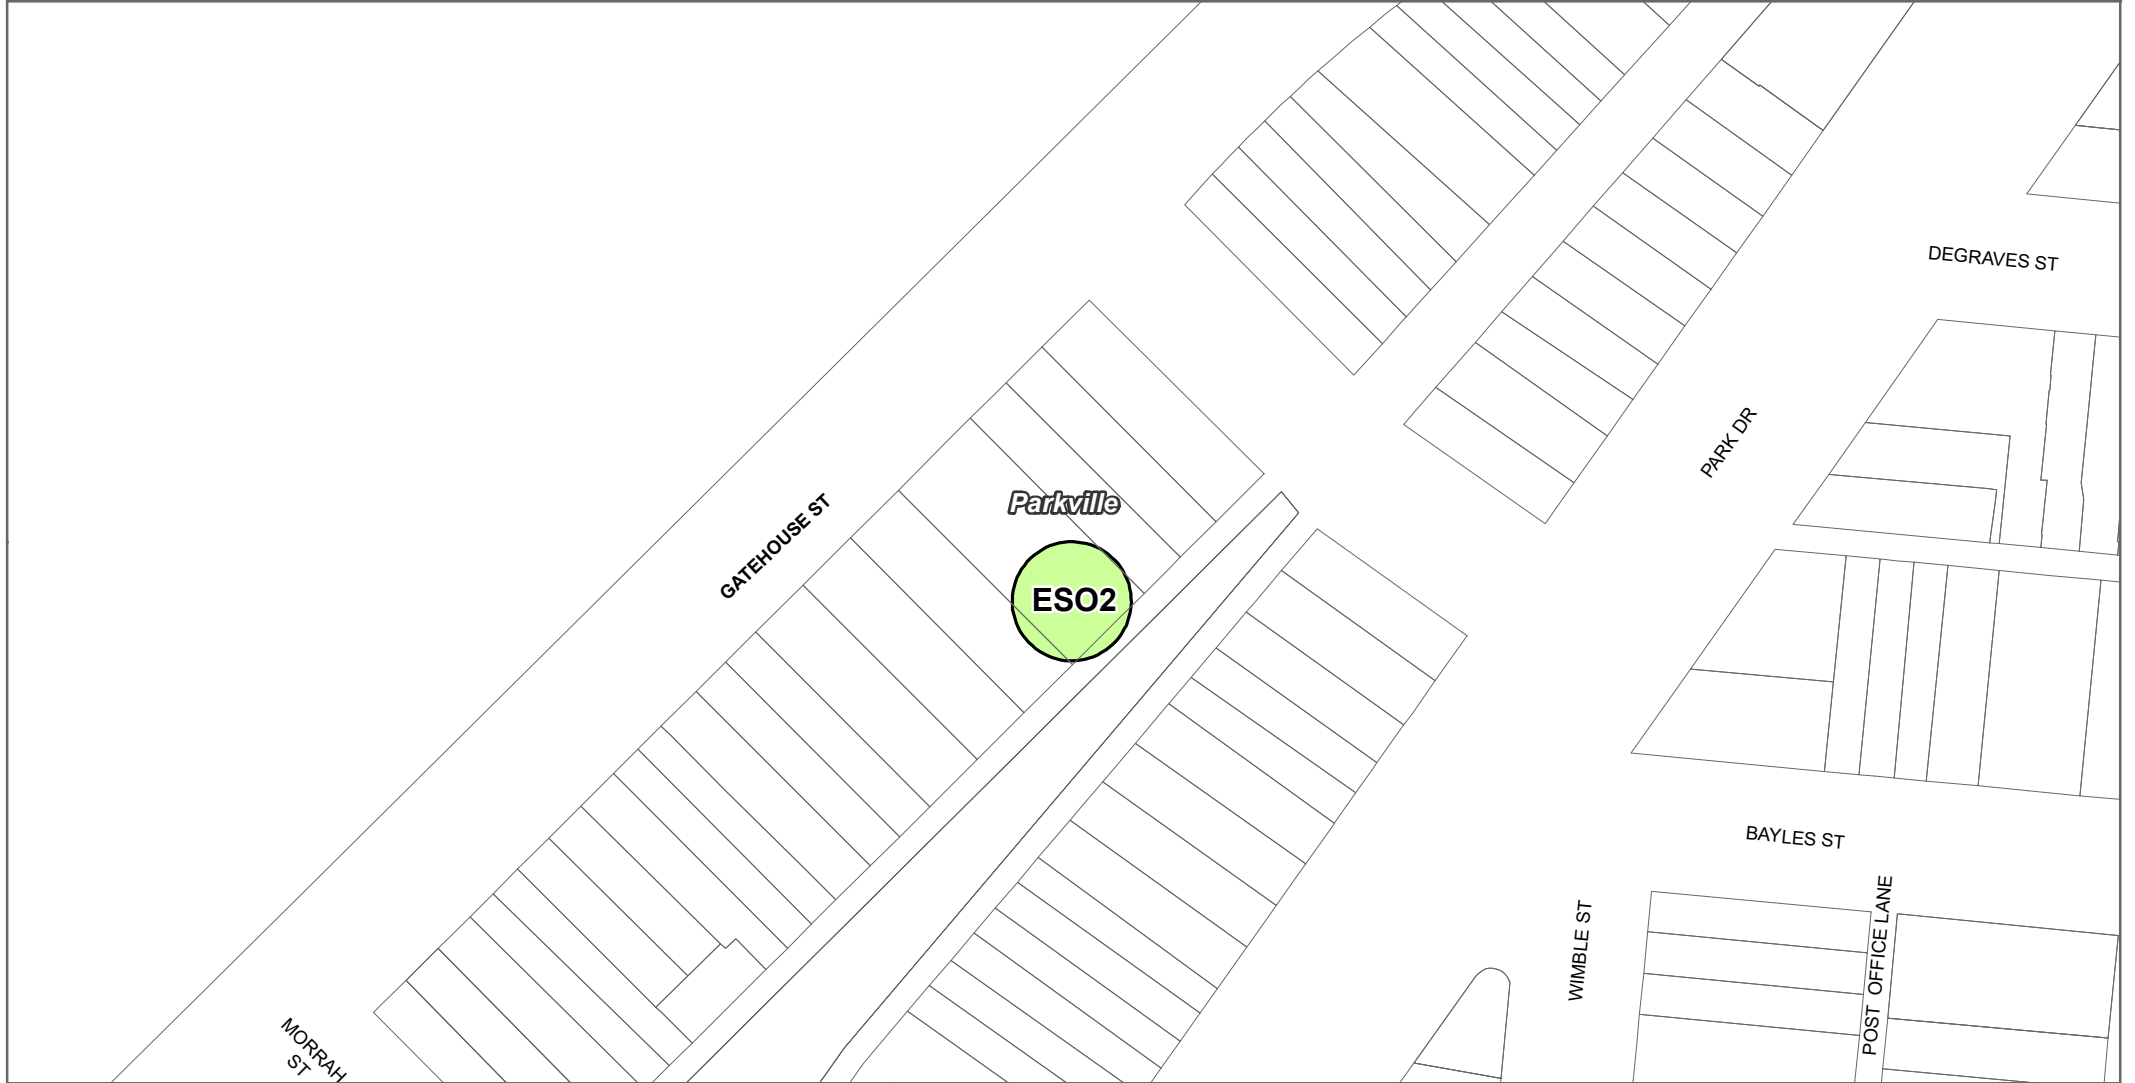 DEGRAVES ST
PARK DR
GATEHOUSE ST
Parkville
ESO2
BAYLES ST
WIMBLE ST
POST OFFICE LANE
MORRAH
ST